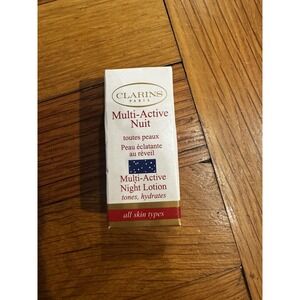 CLARINS
PARIS
Multi-Active
Nuit
toutes peaux
Peau éclatante
au réveil
Multi-Active
Night Lotion
tones, hydrates
all skin types